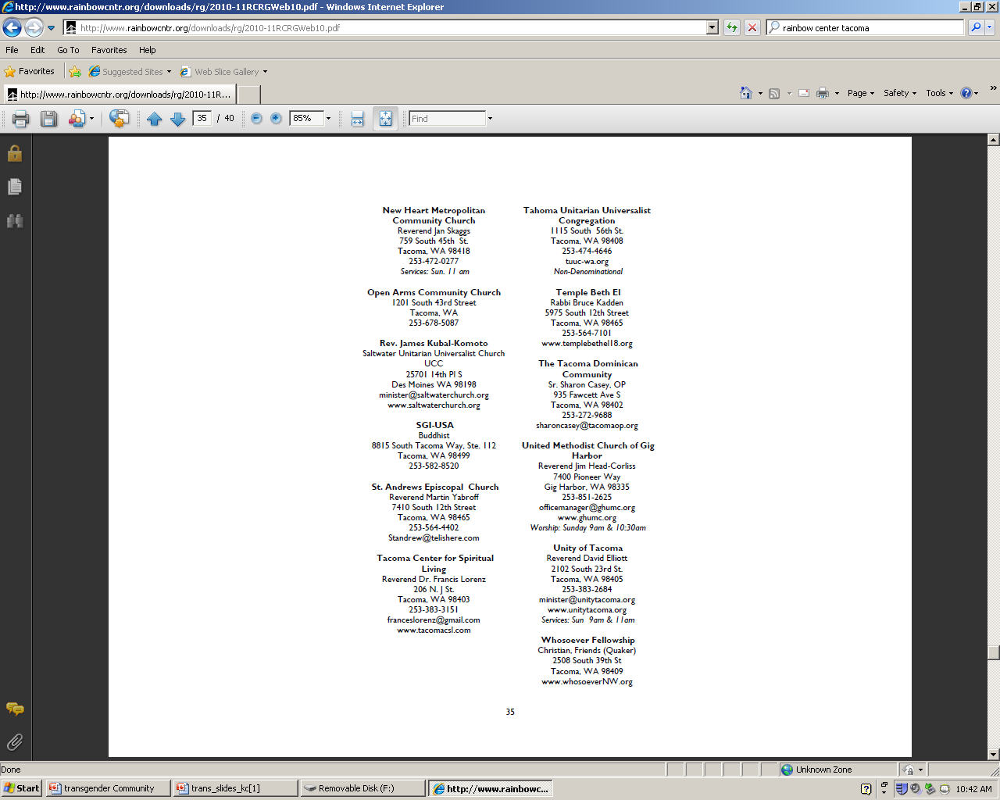 http://www.rainbowcntr.org/downloads/rg/2010-11RCRGWeb10.pdf - Windows Internet Explorer
http://www.rainbowcntr.org/downloads/rg/2010-11RCRGWeb10.pdf
rainbow center tacoma
File Edit Go To Favorites Help
Favorites Suggested Sites Web Slice Gallery
http://www.rainbowcntr.org/downloads/rg/2010-11R...
Page Safety Tools
35 / 40 85% Find
New Heart Metropolitan
Community Church
Reverend Jan Skaggs
759 South 45th St.
Tacoma, WA 98418
253-472-0277
Services: Sun. 11 am
Open Arms Community Church
1201 South 43rd Street
Tacoma, WA
253-678-5087
Rev. James Kubal-Komoto
Saltwater Unitarian Universalist Church
UCC
25701 14th Pl S
Des Moines WA 98198
minister@saltwaterchurch.org
www.saltwaterchurch.org
SGI-USA
Buddhist
8815 South Tacoma Way, Ste. 112
Tacoma, WA 98499
253-582-8520
St. Andrews Episcopal Church
Reverend Martin Yabroff
7410 South 12th Street
Tacoma, WA 98465
253-564-4402
Standrew@telishere.com
Tacoma Center for Spiritual
Living
Reverend Dr. Francis Lorenz
206 N. J St.
Tacoma, WA 98403
253-383-3151
franceslorenz@gmail.com
www.tacomacsl.com
Tahoma Unitarian Universalist
Congregation
1115 South 56th St.
Tacoma, WA 98408
253-474-4646
tuuc-wa.org
Non-Denominational
Temple Beth El
Rabbi Bruce Kadden
5975 South 12th Street
Tacoma, WA 98465
253-564-7101
www.templebethel18.org
The Tacoma Dominican
Community
Sr. Sharon Casey, OP
935 Fawcett Ave S
Tacoma, WA 98402
253-272-9688
sharoncasey@tacomaop.org
United Methodist Church of Gig
Harbor
Reverend Jim Head-Corliss
7400 Pioneer Way
Gig Harbor, WA 98335
253-851-2625
officemanager@ghumc.org
www.ghumc.org
Worship: Sunday 9am & 10:30am
Unity of Tacoma
Reverend David Elliott
2102 South 23rd St.
Tacoma, WA 98405
253-383-2684
minister@unitytacoma.org
www.unitytacoma.org
Services: Sun 9am & 11am
Whosoever Fellowship
Christian, Friends (Quaker)
2508 South 39th St
Tacoma, WA 98409
www.whosoeverNW.org
35
Done Unknown Zone
Start transgender Community trans_slides_kc[1] Removable Disk (F:) http://www.rainbowc... 10:42 AM